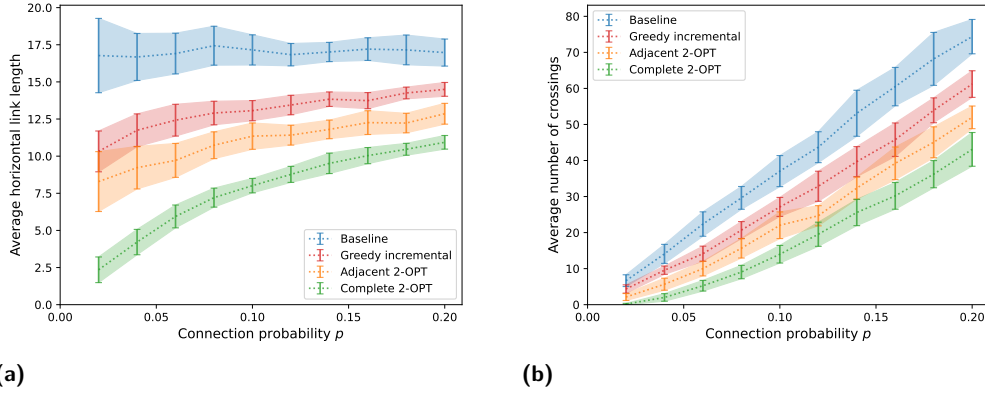 20.0
17.5
15.0
12.5
10.0
7.5
5.0
2.5
0.0
Average horizontal link length
0.00 0.05 0.10 0.15 0.20
Connection probability p
Baseline
Greedy incremental
Adjacent 2-OPT
Complete 2-OPT
(a)
80
70
60
50
40
30
20
10
0
Average number of crossings
0.00 0.05 0.10 0.15 0.20
Connection probability p
Baseline
Greedy incremental
Adjacent 2-OPT
Complete 2-OPT
(b)